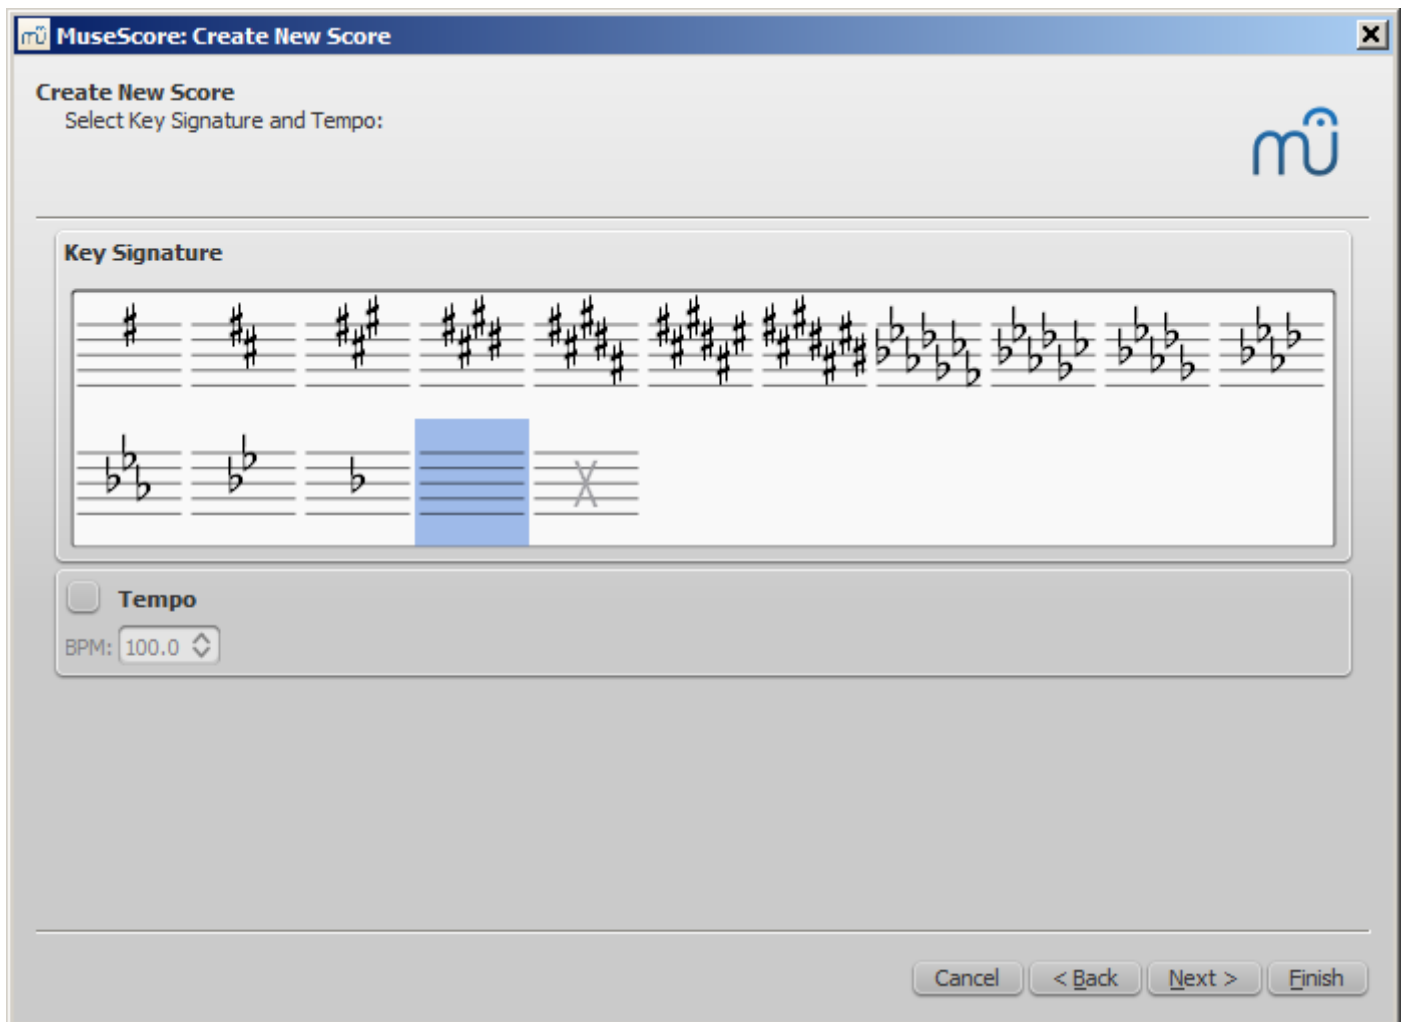 MuseScore: Create New Score
Create New Score
Select Key Signature and Tempo:
Key Signature
Tempo
BPM: 100.0
Cancel < Back Next > Finish